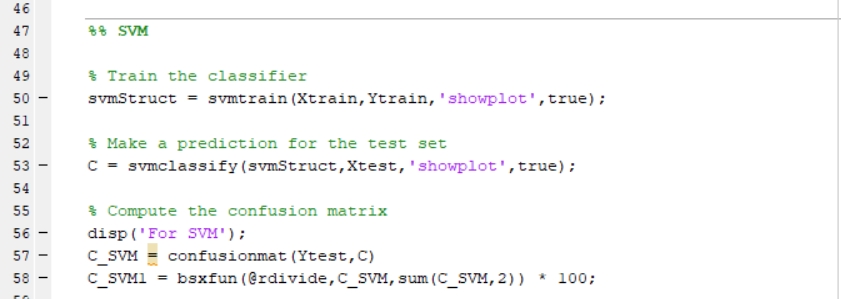 46
47 %% SVM
48
49 % Train the classifier
50 – svmStruct = svmtrain(Xtrain,Ytrain,'showplot',true);
51
52 % Make a prediction for the test set
53 – C = svmclassify(svmStruct,Xtest,'showplot',true);
54
55 % Compute the confusion matrix
56 – disp('For SVM');
57 – C_SVM = confusionmat(Ytest,C)
58 – C_SVM1 = bsxfun(@rdivide,C_SVM,sum(C_SVM,2)) * 100;